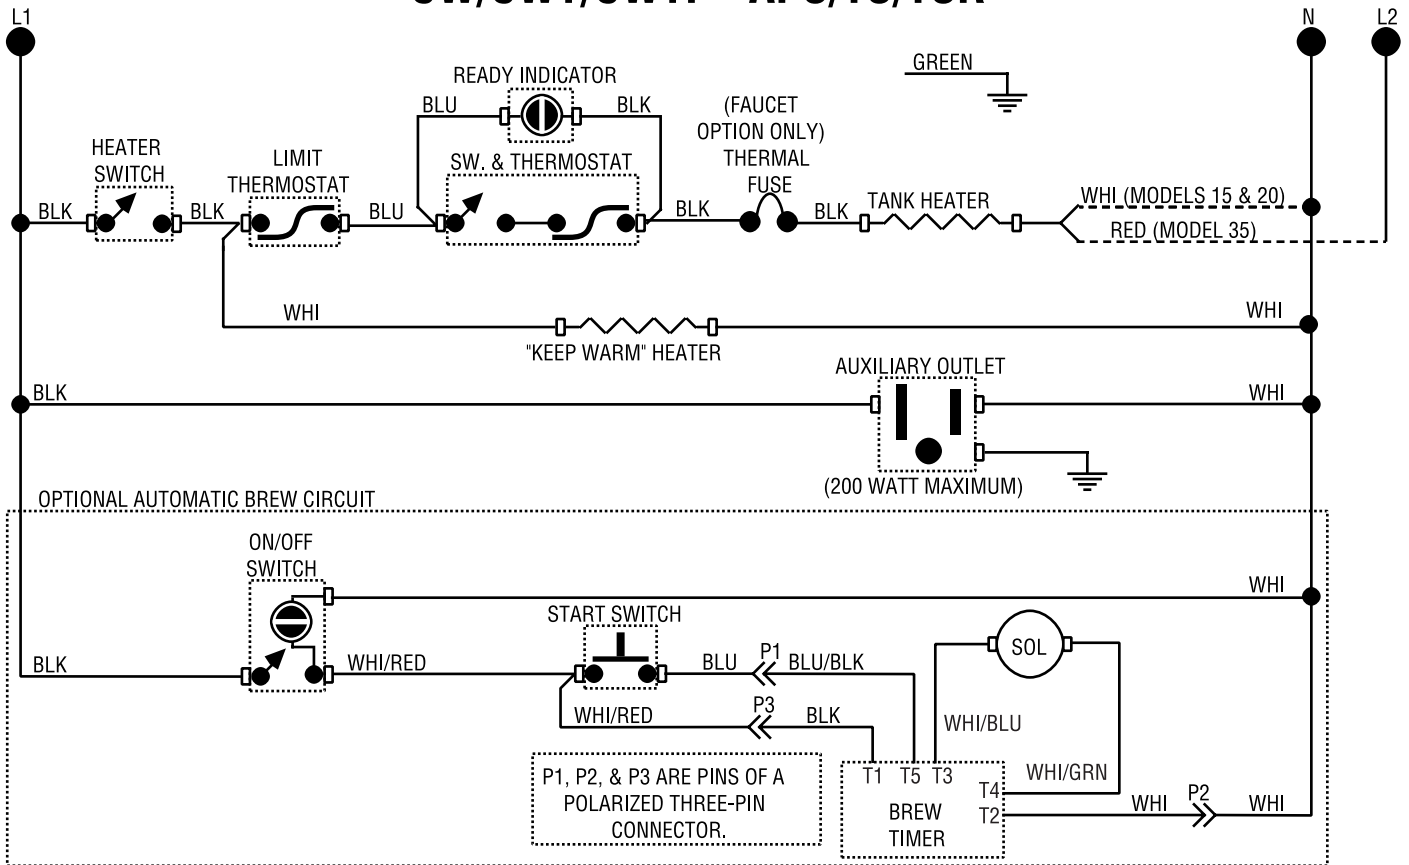 L1
N
L2
GREEN
READY INDICATOR
BLU
BLK
(FAUCET
OPTION ONLY)
THERMAL
FUSE
HEATER
SWITCH
LIMIT
THERMOSTAT
SW. & THERMOSTAT
TANK HEATER
WHI (MODELS 15 & 20)
RED (MODEL 35)
BLK
BLK
BLU
BLK
BLK
WHI
"KEEP WARM" HEATER
WHI
BLK
AUXILIARY OUTLET
(200 WATT MAXIMUM)
WHI
OPTIONAL AUTOMATIC BREW CIRCUIT
ON/OFF
SWITCH
WHI
START SWITCH
SOL
BLK
WHI/RED
BLU
P1
BLU/BLK
WHI/RED
P3
BLK
WHI/BLU
WHI/GRN
P1, P2, & P3 ARE PINS OF A
POLARIZED THREE-PIN
CONNECTOR.
T1
T5
T3
T4
T2
BREW
TIMER
WHI
P2
WHI